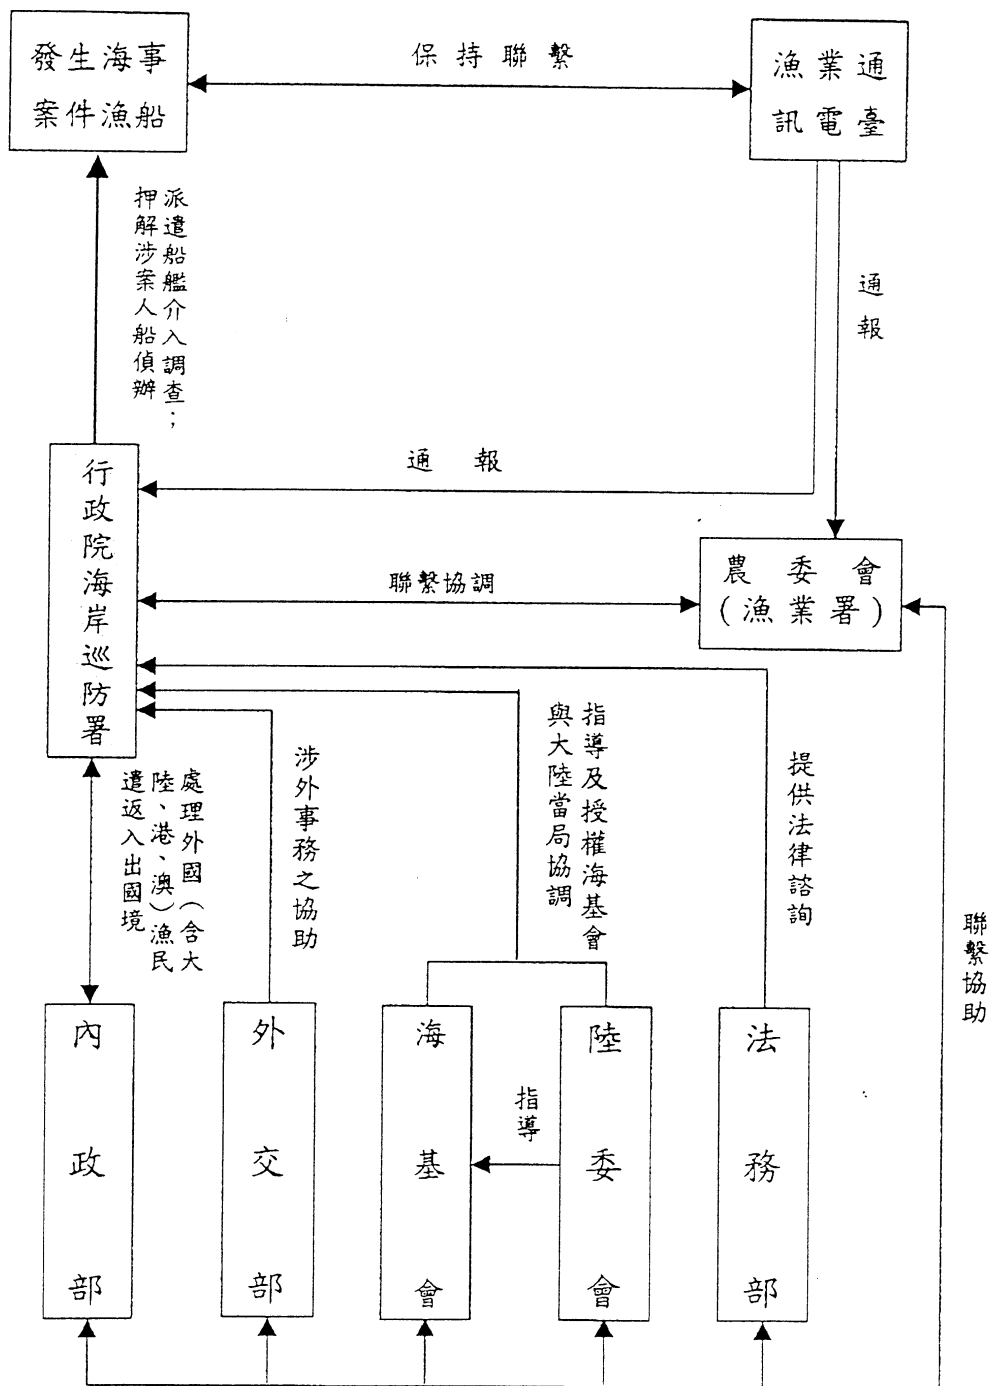 發生海事
案件漁船
保持聯繫
漁業通
訊電臺
派遣船艦介入調查；
押解涉案人船偵辦
通報
通報
行政院海岸巡防署
聯繫協調
農委會
(漁業署)
處理外國(含大
陸、港、澳)漁民
遣返入出國境
涉外事務之協助
指導及授權海基會
與大陸當局協調
提供法律諮詢
聯繫協助
內政部
外交部
海基會
指導
陸委會
法務部